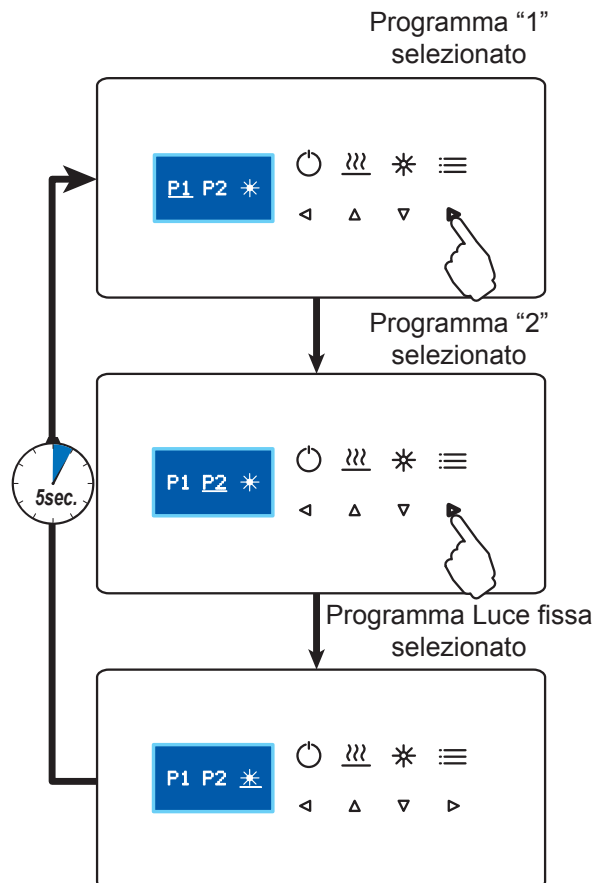 Programma “1”
selezionato
P1 P2
Programma “2”
selezionato
P1 P2
5sec.
Programma Luce fissa
selezionato
P1 P2